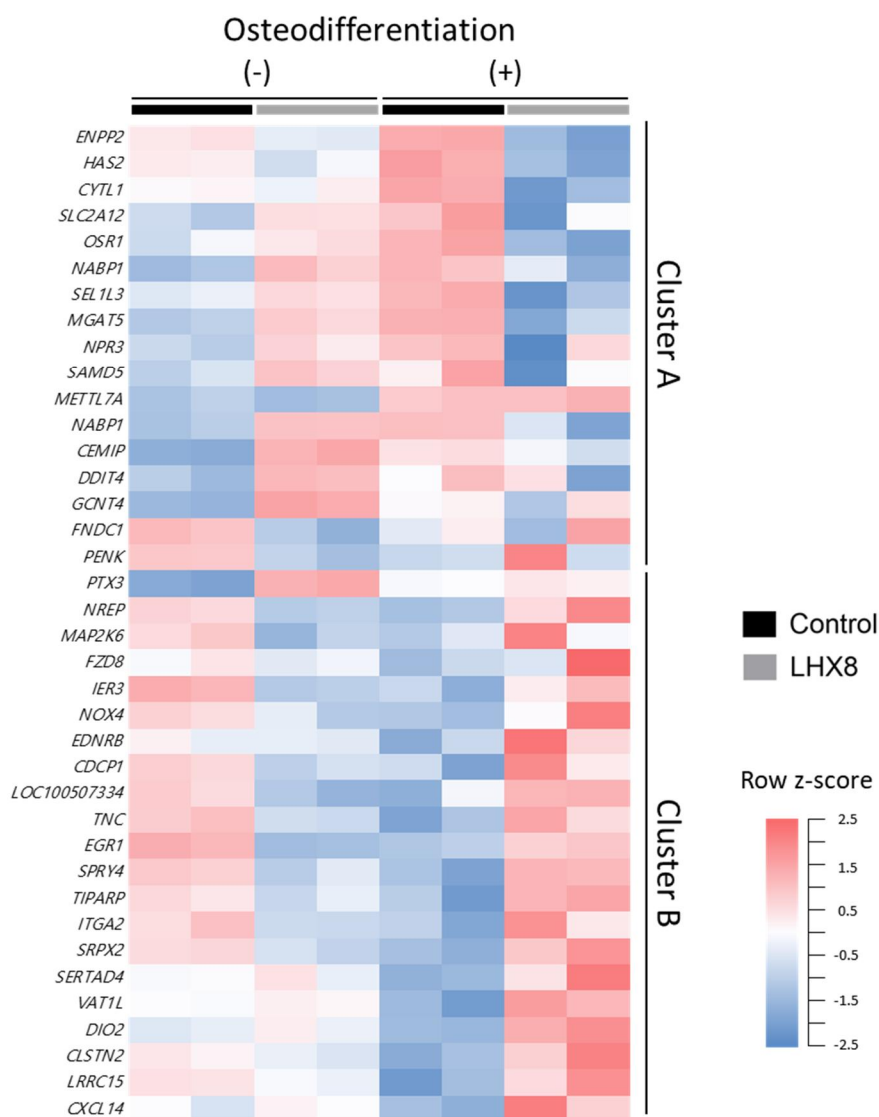 Osteodifferentiation
(-) (+)
ENPP2
HAS2
CYTL1
SLC2A12
OSR1
NABP1
SEL1L3
MGAT5
NPR3
SAMD5
METTL7A
NABP1
CEMIP
DDIT4
GCNT4
FNDC1
PENK
PTX3
NREP
MAP2K6
FZD8
IER3
NOX4
EDNRB
CDCP1
LOC100507334
TNC
EGR1
SPRY4
TIPARP
ITGA2
SRPX2
SERTAD4
VAT1L
DIO2
CLSTN2
LRRC15
CXCL14
Cluster A
Cluster B
Control
LHX8
Row z-score
2.5
1.5
0.5
-0.5
-1.5
-2.5